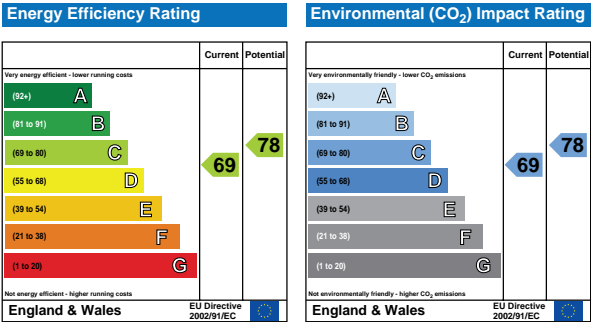 Energy Efficiency Rating
Current Potential
Very energy efficient - lower running costs
(92+) A
(81 to 91) B
(69 to 80) C
(55 to 68) D
(39 to 54) E
(21 to 38) F
(1 to 20) G
69
78
Not energy efficient - higher running costs
England & Wales
EU Directive
2002/91/EC
Environmental (CO₂) Impact Rating
Current Potential
Very environmentally friendly - lower CO₂ emissions
(92+) A
(81 to 91) B
(69 to 80) C
(55 to 68) D
(39 to 54) E
(21 to 38) F
(1 to 20) G
69
78
Not environmentally friendly - higher CO₂ emissions
England & Wales
EU Directive
2002/91/EC